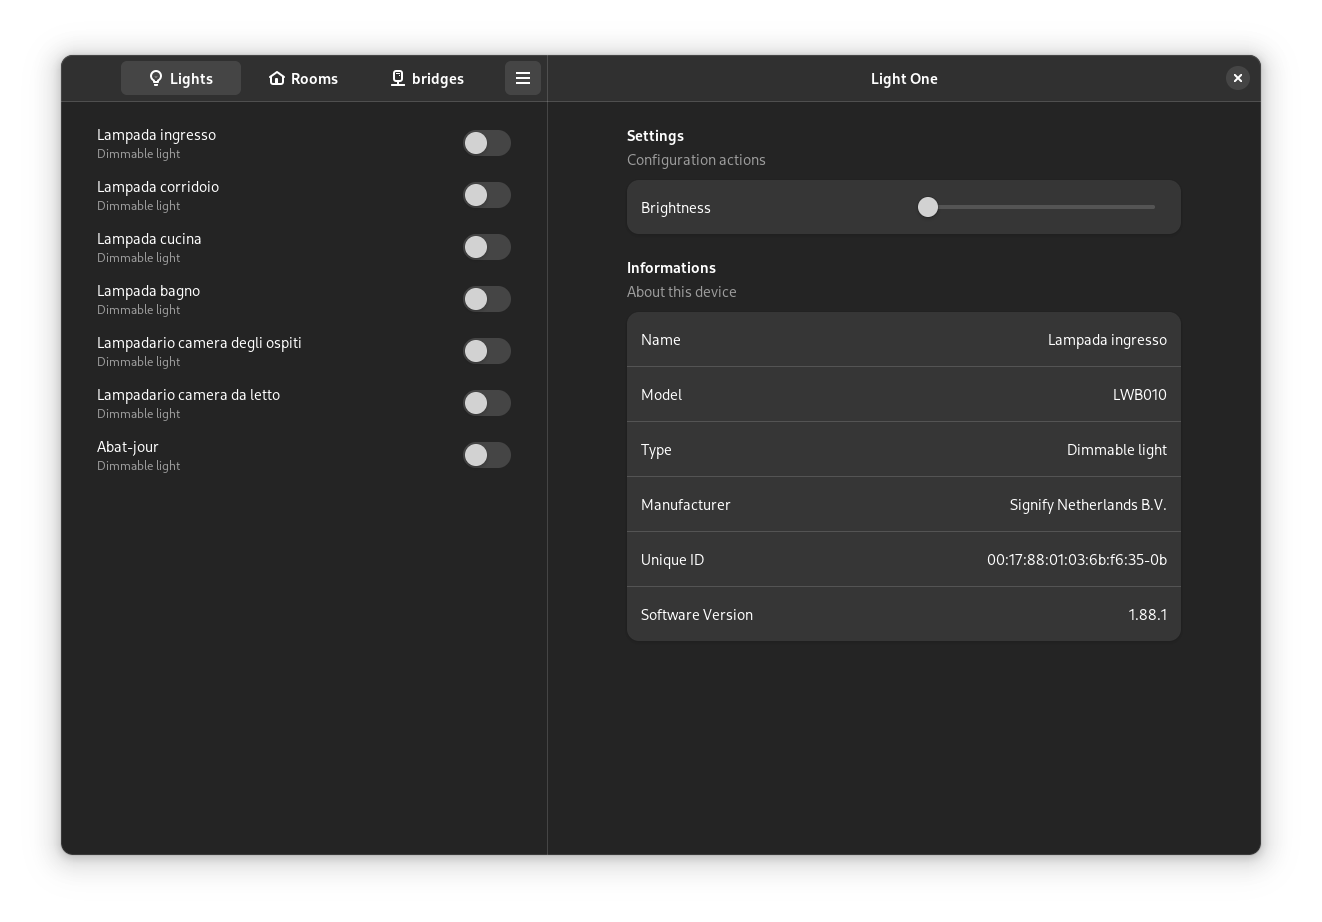 Lights
Rooms
bridges
Light One
Lampada ingresso
Dimmable light
Lampada corridoio
Dimmable light
Lampada cucina
Dimmable light
Lampada bagno
Dimmable light
Lampadario camera degli ospiti
Dimmable light
Lampadario camera da letto
Dimmable light
Abat-jour
Dimmable light
Settings
Configuration actions
Brightness
Informations
About this device
Name Lampada ingresso
Model LWB010
Type Dimmable light
Manufacturer Signify Netherlands B.V.
Unique ID 00:17:88:01:03:6b:f6:35-0b
Software Version 1.88.1